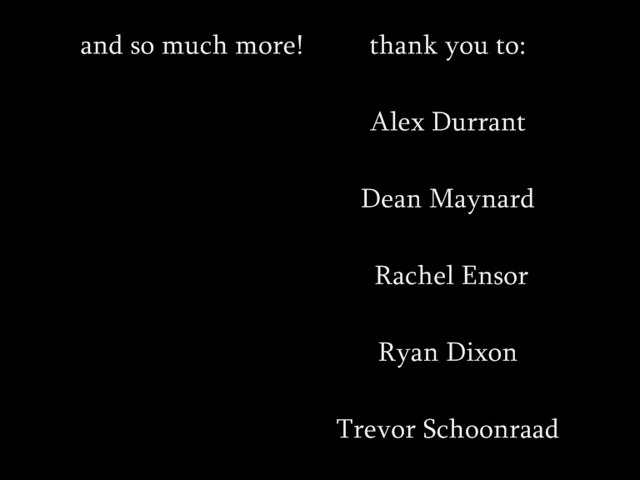 and so much more!
thank you to:
Alex Durrant
Dean Maynard
Rachel Ensor
Ryan Dixon
Trevor Schoonraad